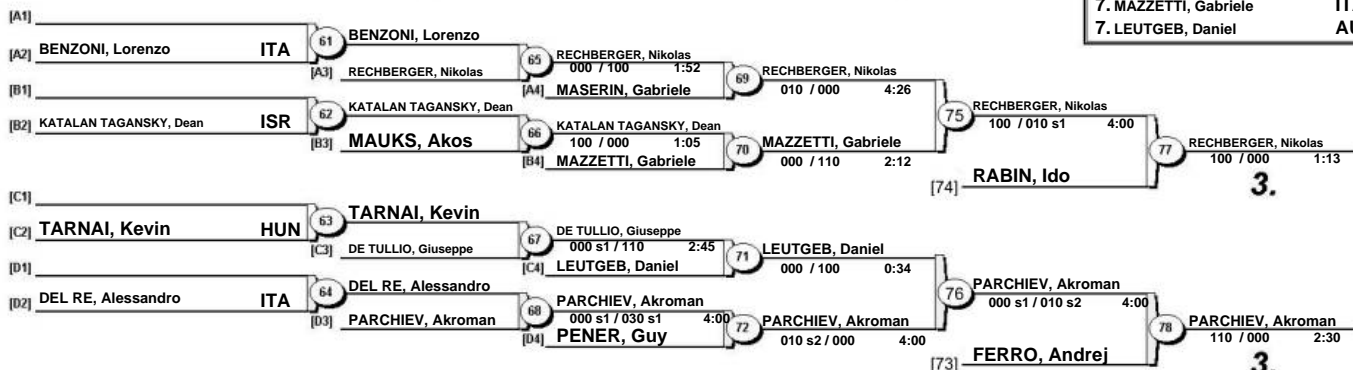 7. MAZZETTI, Gabriele
7. LEUTGEB, Daniel
[A1]
[A2] BENZONI, Lorenzo ITA
61 BENZONI, Lorenzo
[A3] RECHBERGER, Nikolas
65 RECHBERGER, Nikolas
000 / 100 1:52
[A4] MASERIN, Gabriele
69 RECHBERGER, Nikolas
010 / 000 4:26
[B1]
[B2] KATALAN TAGANSKY, Dean ISR
62 KATALAN TAGANSKY, Dean
[B3] MAUKS, Akos
66 KATALAN TAGANSKY, Dean
100 / 000 1:05
[B4] MAZZETTI, Gabriele
70 MAZZETTI, Gabriele
000 / 110 2:12
75 RECHBERGER, Nikolas
100 / 010 s1 4:00
[74] RABIN, Ido
77 RECHBERGER, Nikolas
100 / 000 1:13
3.
[C1]
[C2] TARNAI, Kevin HUN
63 TARNAI, Kevin
[C3] DE TULLIO, Giuseppe
67 DE TULLIO, Giuseppe
000 s1 / 110 2:45
[C4] LEUTGEB, Daniel
71 LEUTGEB, Daniel
000 / 100 0:34
[D1]
[D2] DEL RE, Alessandro ITA
64 DEL RE, Alessandro
[D3] PARCHIEV, Akroman
68 PARCHIEV, Akroman
000 s1 / 030 s1 4:00
[D4] PENER, Guy
72 PARCHIEV, Akroman
010 s2 / 000 4:00
76 PARCHIEV, Akroman
000 s1 / 010 s2 4:00
[73] FERRO, Andrej
78 PARCHIEV, Akroman
110 / 000 2:30
3.